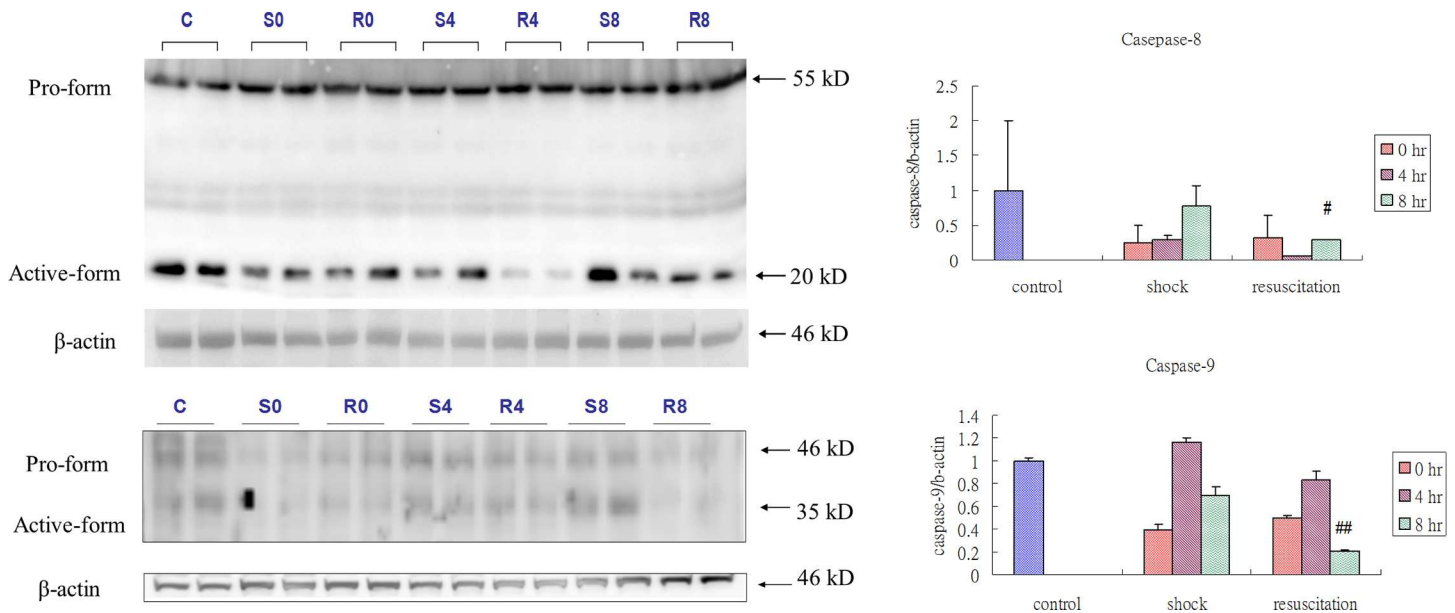 C S0 R0 S4 R4 S8 R8
Pro-form
55 kD
Active-form
20 kD
β-actin
46 kD
C S0 R0 S4 R4 S8 R8
Pro-form
46 kD
Active-form
35 kD
β-actin
46 kD
Casepase-8
caspase-8/b-actin
2.5
2
1.5
1
0.5
0
#
control shock resuscitation
0 hr
4 hr
8 hr
Caspase-9
caspase-9/b-actin
1.4
1.2
1
0.8
0.6
0.4
0.2
0
##
control shock resuscitation
0 hr
4 hr
8 hr